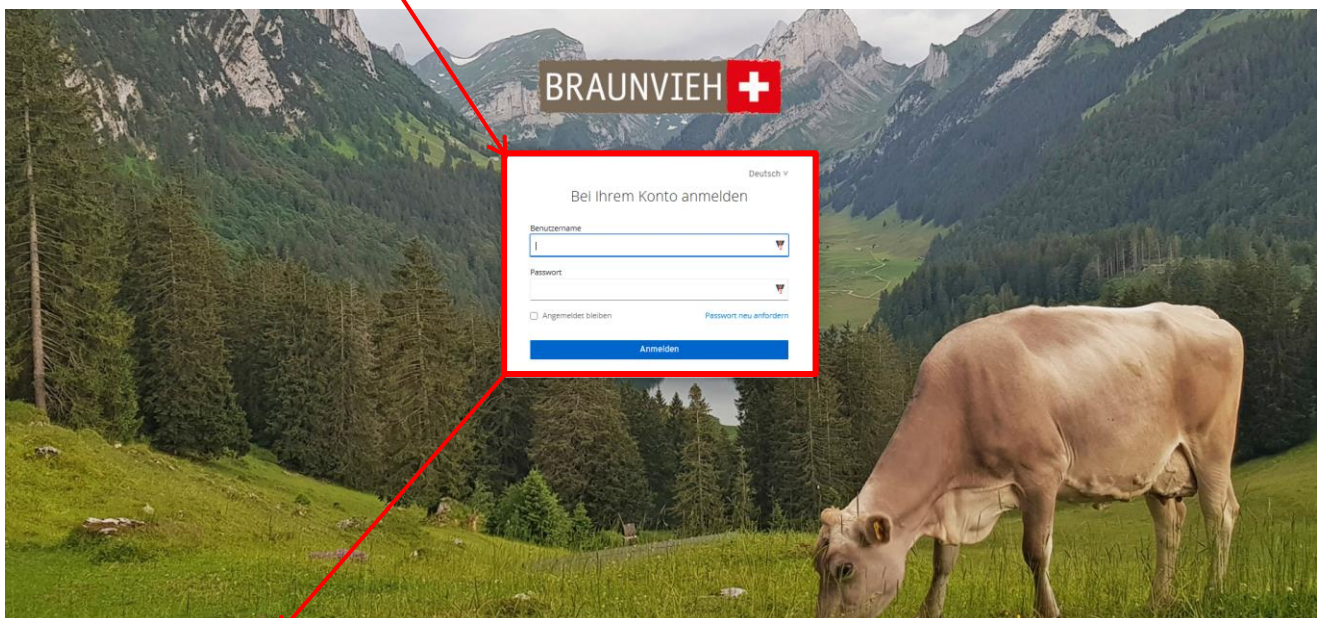 BRAUNVIEH
Deutsch
Bei Ihrem Konto anmelden
Benutzername
Passwort
Angemeldet bleiben
Passwort neu anfordern
Anmelden